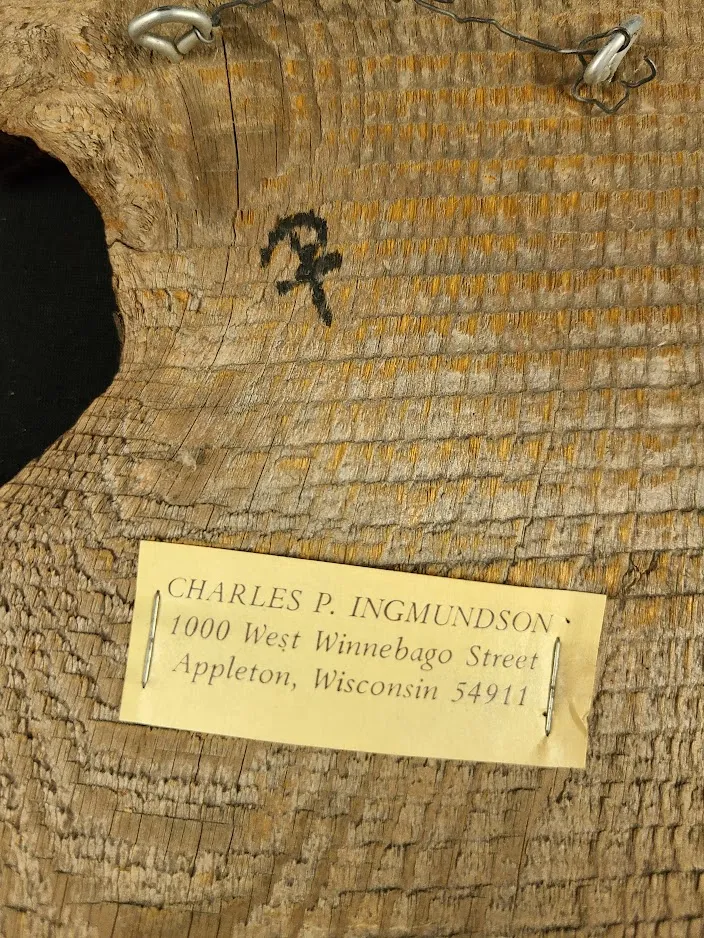 CHARLES P. INGMUNDSON
1000 West Winnebago Street
Appleton, Wisconsin 54911